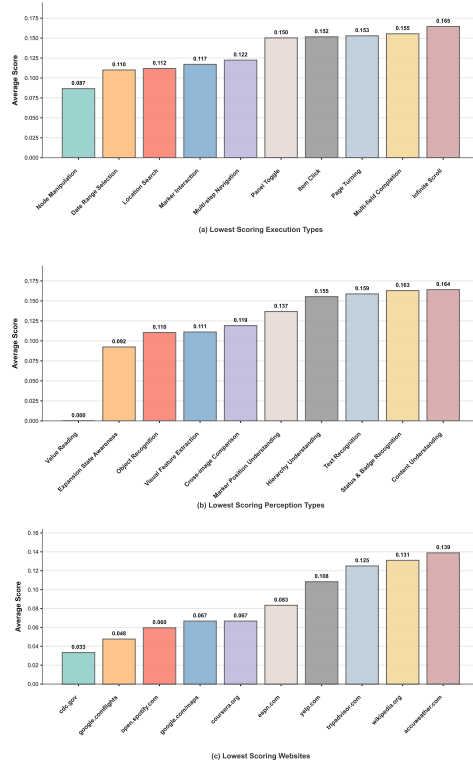 0.175
0.150
0.125
0.100
0.075
0.050
0.025
0.000
Average Score
0.087
0.110
0.112
0.117
0.122
0.150
0.152
0.153
0.155
0.165
Node Manipulation
Date Range Selection
Location Search
Marker Interaction
Multi-step Navigation
Panel Toggle
Item Click
Page Turning
Multi-field Completion
Infinite Scroll
(a) Lowest Scoring Execution Types
0.175
0.150
0.125
0.100
0.075
0.050
0.025
0.000
Average Score
0.000
0.092
0.110
0.111
0.119
0.137
0.155
0.159
0.163
0.164
Value Reading
Expansion State Awareness
Object Recognition
Visual Feature Extraction
Cross-image Comparison
Marker Position Understanding
Hierarchy Understanding
Text Recognition
Status & Badge Recognition
Content Understanding
(b) Lowest Scoring Perception Types
0.16
0.14
0.12
0.10
0.08
0.06
0.04
0.02
0.00
Average Score
0.033
0.048
0.060
0.067
0.067
0.083
0.108
0.125
0.131
0.139
cdc.gov
google.com/flights
open.spotify.com
google.com/maps
coursera.org
espn.com
yelp.com
tripadvisor.com
wikipedia.org
accuweather.com
(c) Lowest Scoring Websites